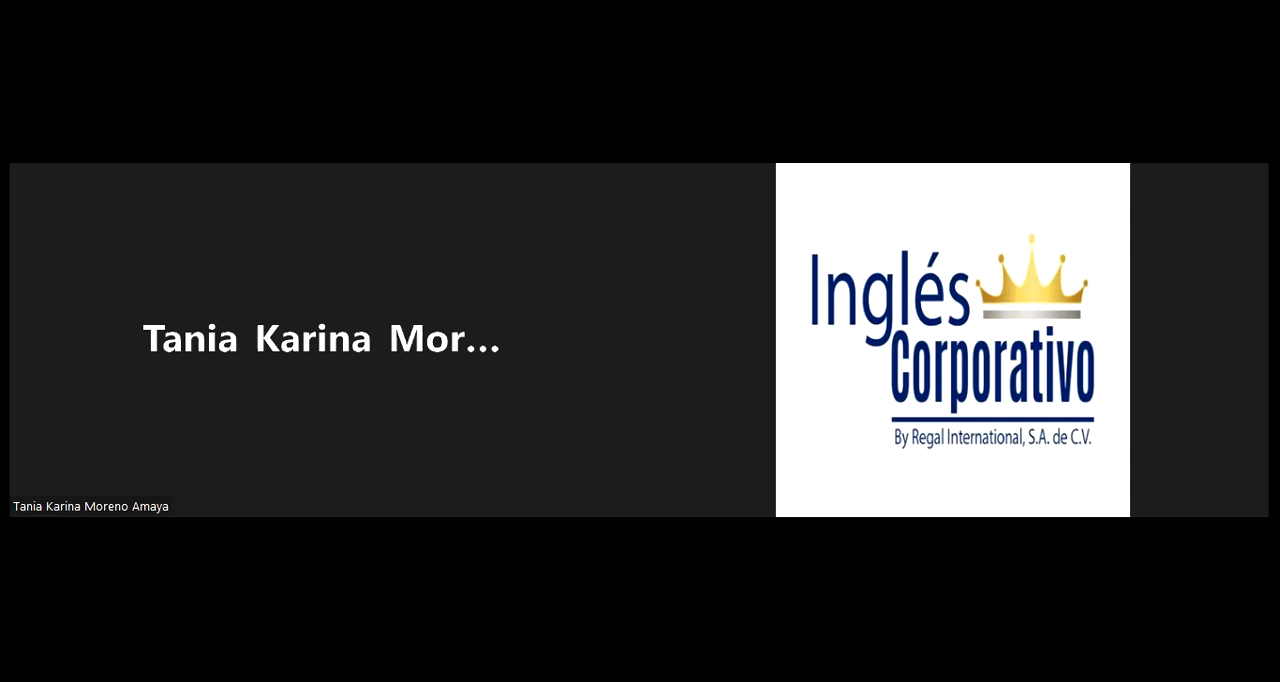 Tania Karina Mor...
Tania Karina Moreno Amaya
Inglés
Corporativo
By Regal International, S.A. de C.V.